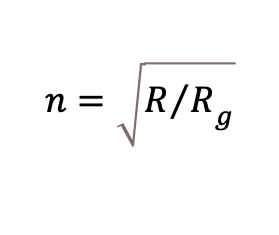 n = √R/R_g